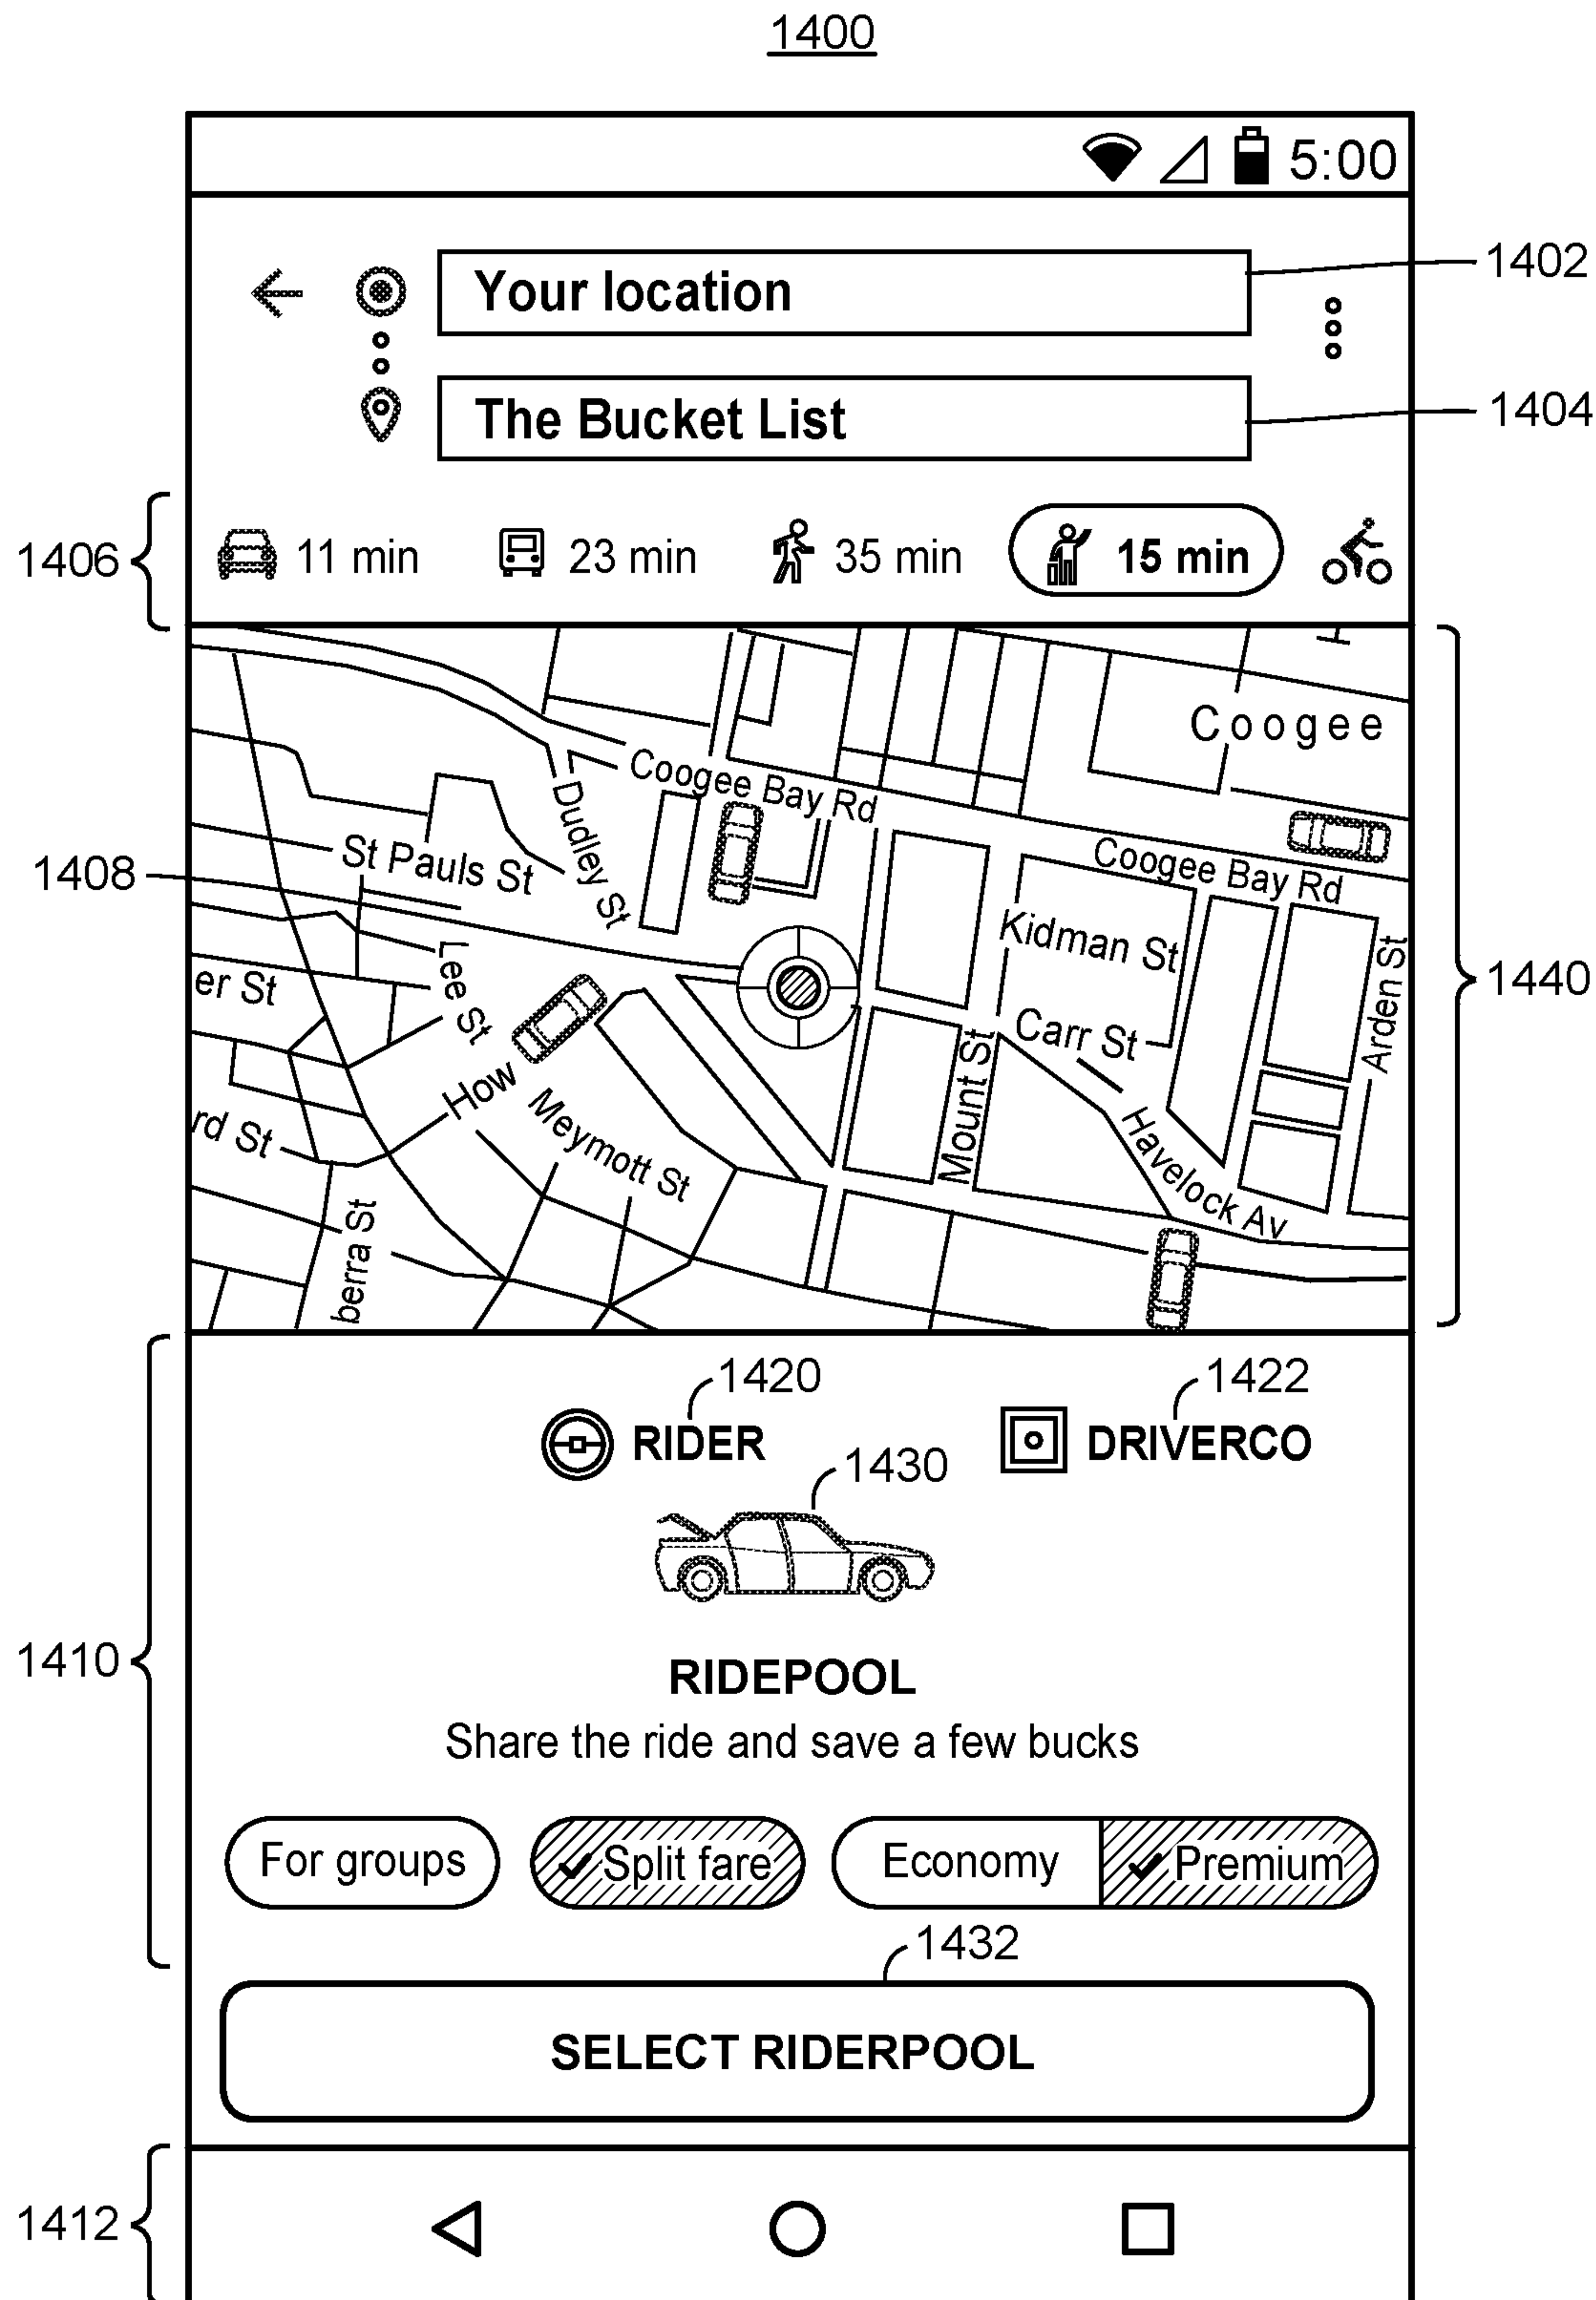 1400
5:00
Your location
1402
The Bucket List
1404
1406
11 min
23 min
35 min
15 min
Coogee
Coogee Bay Rd
Dudley St
Coogee Bay Rd
St Pauls St
1408
Kidman St
Lee St
er St
Arden St
1440
Carr St
Mount St
How
Meymott St
rd St
Havelock Av
berra St
1420
1422
RIDER
DRIVERCO
1430
1410
RIDEPOOL
Share the ride and save a few bucks
For groups
Split fare
Economy
Premium
1432
SELECT RIDERPOOL
1412